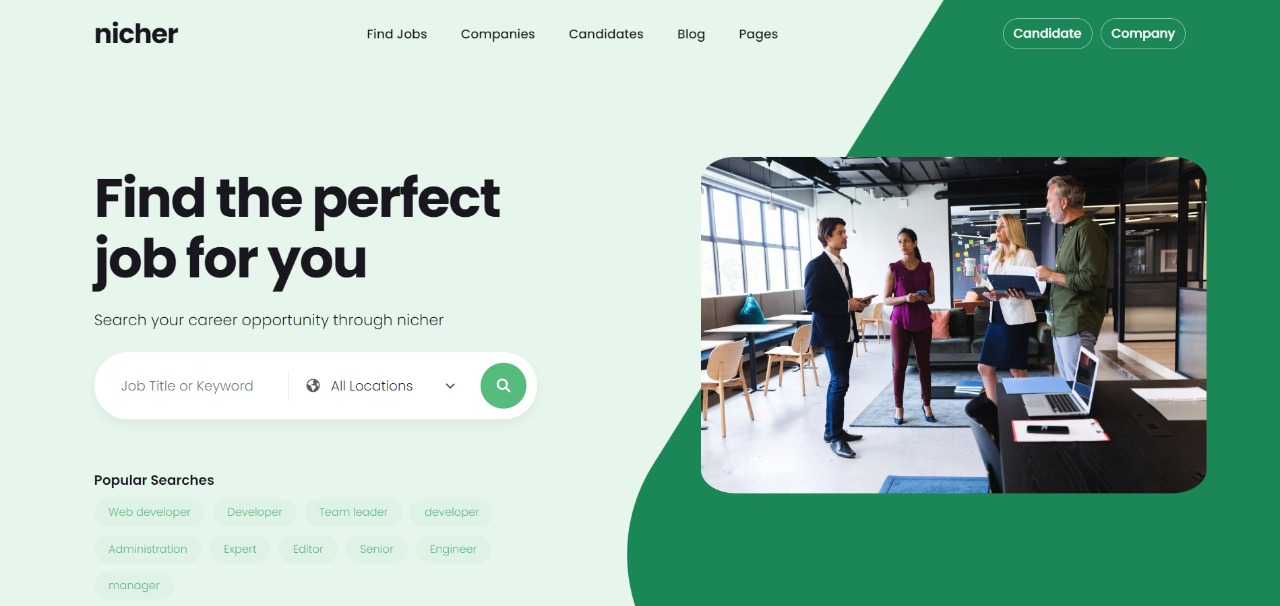 nicher
Find Jobs Companies Candidates Blog Pages
Candidate Company
Find the perfect
job for you
Search your career opportunity through nicher
Job Title or Keyword All Locations
Popular Searches
Web developer Developer Team leader developer
Administration Expert Editor Senior Engineer
manager